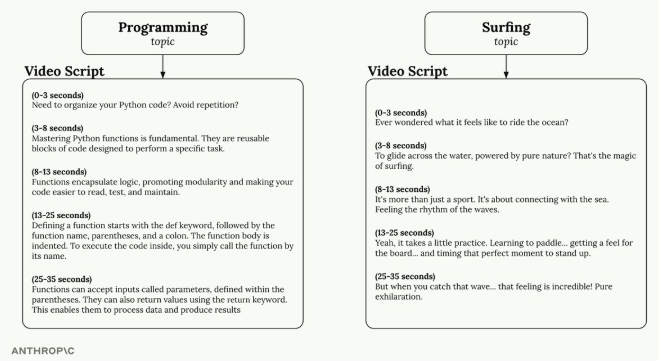 Programming
topic
Video Script
(0-3 seconds)
Need to organize your Python code? Avoid repetition?
(3-8 seconds)
Mastering Python functions is fundamental. They are reusable
blocks of code designed to perform a specific task.
(8-13 seconds)
Functions encapsulate logic, promoting modularity and making your
code easier to read, test, and maintain.
(13-25 seconds)
Defining a function starts with the def keyword, followed by the
function name, parentheses, and a colon. The function body is
indented. To execute the code inside, you simply call the function by
its name.
(25-35 seconds)
Functions can accept inputs called parameters, defined within the
parentheses. They can also return values using the return keyword.
This enables them to process data and produce results
Surfing
topic
Video Script
(0-3 seconds)
Ever wondered what it feels like to ride the ocean?
(3-8 seconds)
To glide across the water, powered by pure nature? That's the magic
of surfing.
(8-13 seconds)
It's more than just a sport. It's about connecting with the sea.
Feeling the rhythm of the waves.
(13-25 seconds)
Yeah, it takes a little practice. Learning to paddle... getting a feel for
the board... and timing that perfect moment to stand up.
(25-35 seconds)
But when you catch that wave... that feeling is incredible! Pure
exhilaration.
ANTHROP\C